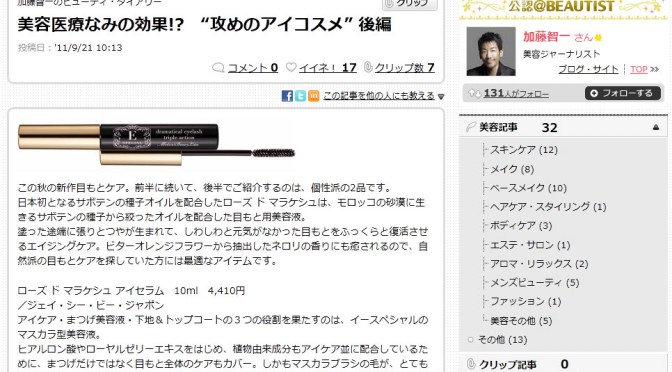 加藤智一のビューティ・ダイアリー
クリップ
美容医療なみの効果!? “攻めのアイコスメ” 後編
投稿日：'11/9/21 10:13
コメント 0 イイネ！ 17 クリップ数 7
この記事を他の人にも教える
E
dramatical eyelash
triple action
この秋の新作目もとケア。前半に続いて、後半でご紹介するのは、個性派の2品です。
日本初となるサボテンの種子オイルを配合したローズ ド マラケシュは、モロッコの砂漠に生
きるサボテンの種子から絞ったオイルを配合した目もと用美容液。
塗った途端に張りとつやが生まれて、しわしわと元気がなかった目もとをふっくらと復活させ
るエイジングケア。ビターオレンジフラワーから抽出したネロリの香りにも癒されるので、自
然派の目もとケアを探していた方には最適なアイテムです。
ローズ ド マラケシュ アイセラム 10ml 4,410円
／ジェイ・シー・ビー・ジャポン
アイケア・まつげ美容液・下地＆トップコートの３つの役割を果たすのは、イースペシャルの
マスカラ型美容液。
ヒアルロン酸やローヤルゼリーエキスをはじめ、植物由来成分もアイケア並に配合しているた
めに、まつげだけではなく目もと全体のケアもカバー。しかもマスカラブラシの毛が、とても
公認@BEAUTIST
加藤智一 さん
美容ジャーナリスト
ブログ・サイト TOP >>
131人がフォロー フォローする
美容記事 32
スキンケア (12)
メイク (8)
ベースメイク (10)
ヘアケア・スタイリング (1)
ボディケア (3)
エステ・サロン (1)
アロマ・リラックス (2)
メンズビューティ (5)
ファッション (1)
美容その他 (5)
その他 (13)
クリップ記事 0